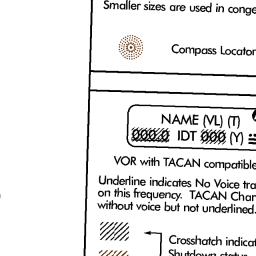 Smaller sizes are used in conge
Compass Locator
NAME (VL) (T)
000.0 IDT 000 (Y)
VOR with TACAN compatible
Underline indicates No Voice tra
on this frequency. TACAN Chan
without voice but not underlined.
Crosshatch indicat
Shutdown status